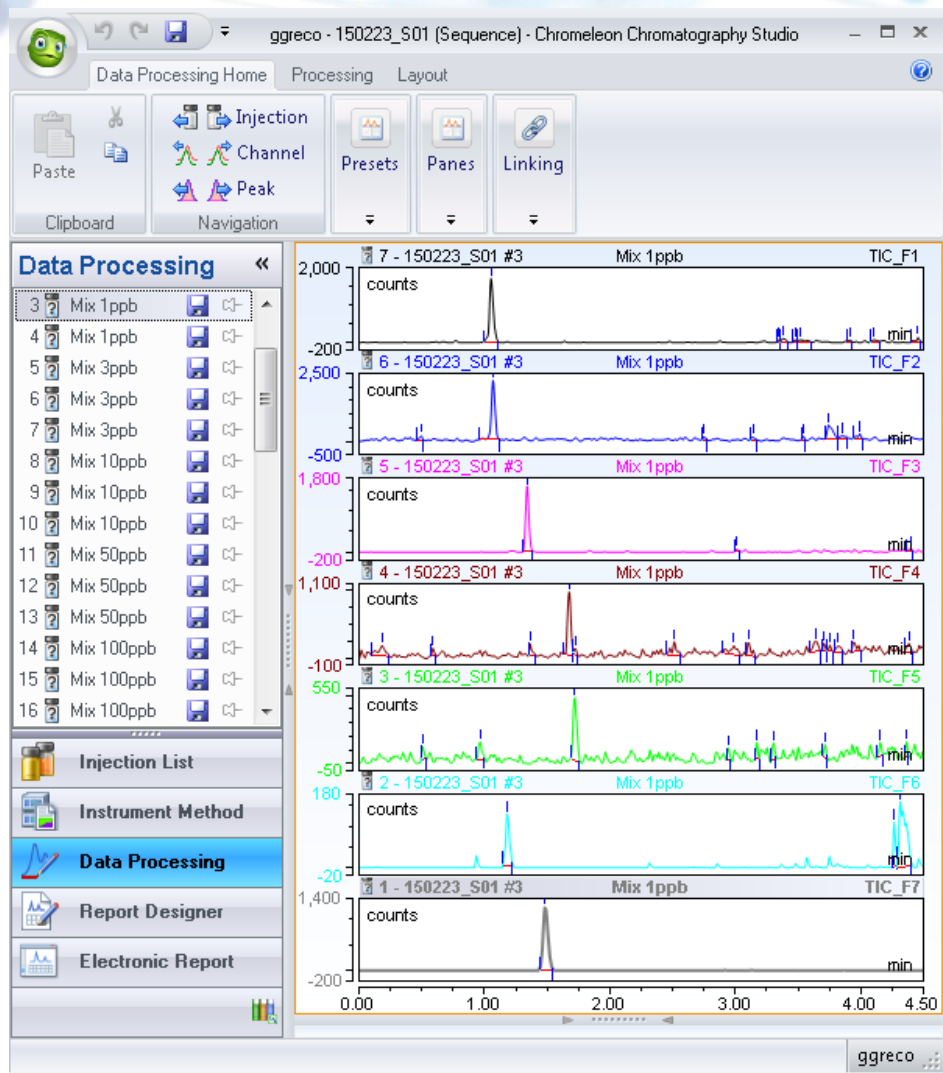 ggreco - 150223_S01 (Sequence) - Chromeleon Chromatography Studio
Data Processing Home Processing Layout
Paste
Clipboard
Injection
Channel
Peak
Navigation
Presets
Panes
Linking
Data Processing «
3 Mix 1ppb
4 Mix 1ppb
5 Mix 3ppb
6 Mix 3ppb
7 Mix 3ppb
8 Mix 10ppb
9 Mix 10ppb
10 Mix 10ppb
11 Mix 50ppb
12 Mix 50ppb
13 Mix 50ppb
14 Mix 100ppb
15 Mix 100ppb
16 Mix 100ppb
Injection List
Instrument Method
Data Processing
Report Designer
Electronic Report
7 - 150223_S01 #3 Mix 1ppb TIC_F1
2,000
counts
min
-200
6 - 150223_S01 #3 Mix 1ppb TIC_F2
2,500
counts
min
-500
5 - 150223_S01 #3 Mix 1ppb TIC_F3
1,800
counts
min
-200
4 - 150223_S01 #3 Mix 1ppb TIC_F4
1,100
counts
min
-100
3 - 150223_S01 #3 Mix 1ppb TIC_F5
550
counts
min
-50
2 - 150223_S01 #3 Mix 1ppb TIC_F6
180
counts
min
-20
1 - 150223_S01 #3 Mix 1ppb TIC_F7
1,400
counts
min
-200
0.00 1.00 2.00 3.00 4.00 4.50
ggreco